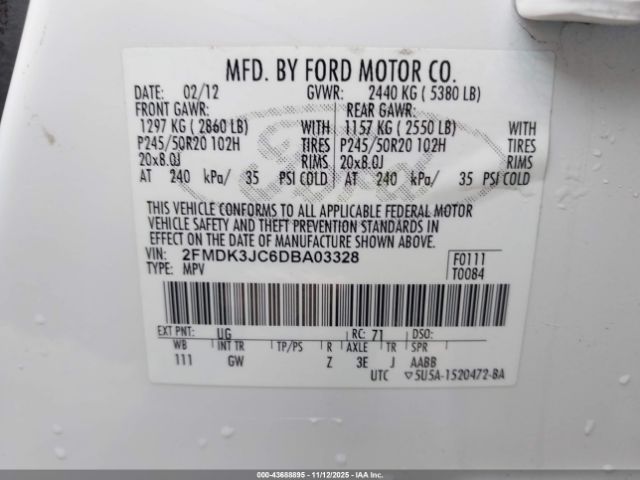 MFD. BY FORD MOTOR CO.
DATE: 02/12 GVWR: 2440 KG ( 5380 LB)
FRONT GAWR: REAR GAWR:
1297 KG ( 2860 LB) WITH 1157 KG ( 2550 LB) WITH
P245/50R20 102H TIRES P245/50R20 102H TIRES
20x8.0J RIMS 20x8.0J RIMS
AT 240 kPa/ 35 PSI COLD AT 240 kPa/ 35 PSI COLD
THIS VEHICLE CONFORMS TO ALL APPLICABLE FEDERAL MOTOR
VEHICLE SAFETY AND THEFT PREVENTION STANDARDS IN
EFFECT ON THE DATE OF MANUFACTURE SHOWN ABOVE.
VIN: 2FMDK3JC6DBA03328 F0111
TYPE: MPV T0084
EXT PNT: UG RC: 71 DSO:
WB INT TR TP/PS R AXLE TR SPR
111 GW Z 3E J AABB
UTC ▽5U5A-1520472-BA
000-43688895 - 11/12/2025 - IAAI.com